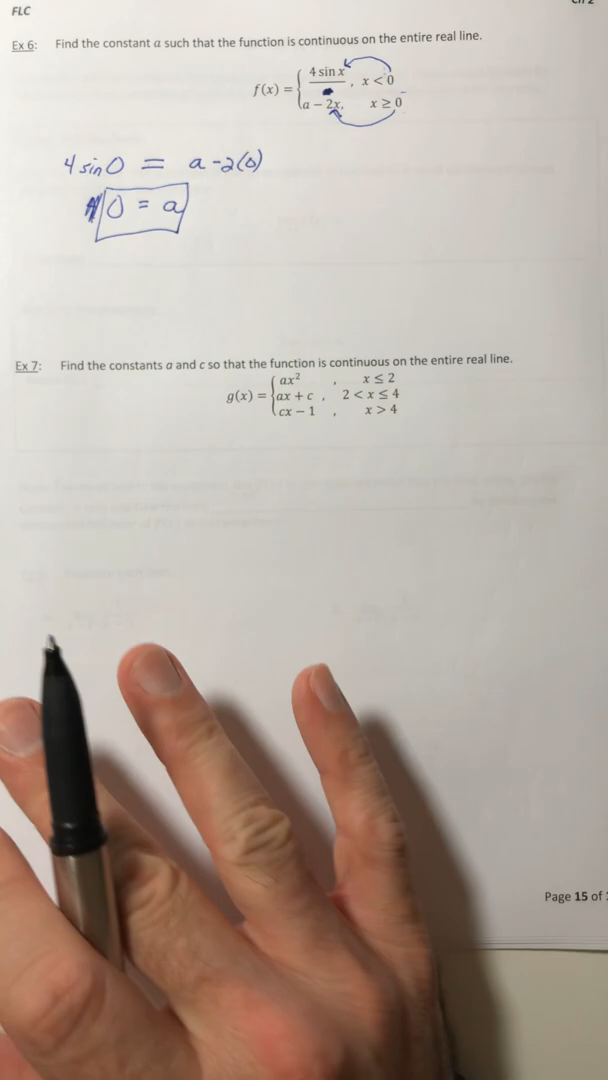 FLC
Ex 6: Find the constant a such that the function is continuous on the entire real line.
f(x) = { 4 sin x , x < 0
a − 2x, x ≥ 0
4 sin 0 = a - 2(0)
0 = a
Ex 7: Find the constants a and c so that the function is continuous on the entire real line.
g(x) = { ax² , x ≤ 2
ax + c , 2 < x ≤ 4
cx − 1 , x > 4
Page 15 of